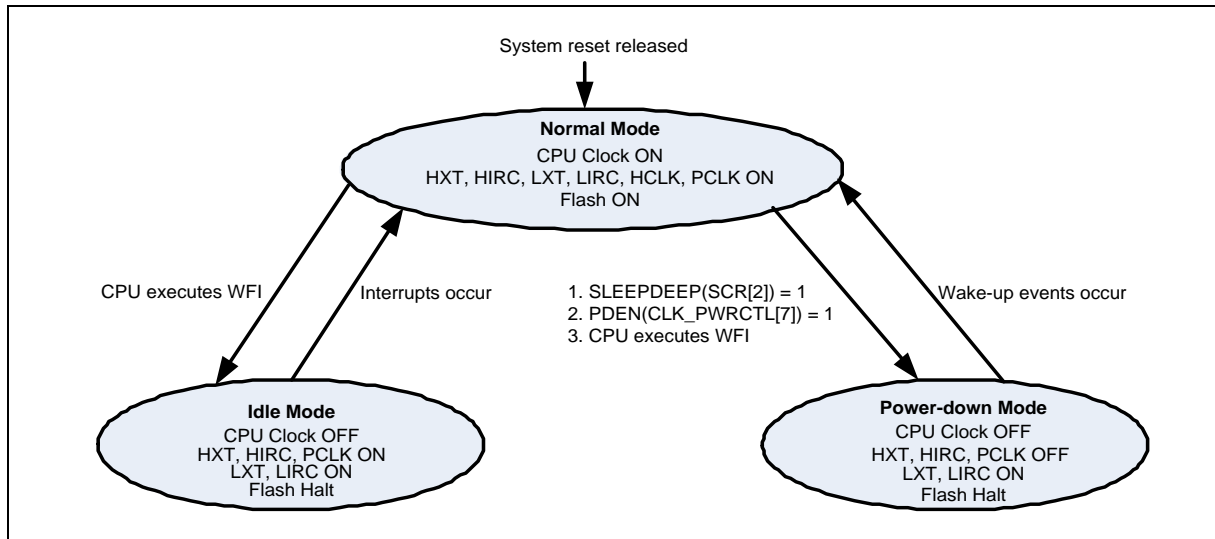 System reset released
Normal Mode
CPU Clock ON
HXT, HIRC, LXT, LIRC, HCLK, PCLK ON
Flash ON
CPU executes WFI
Interrupts occur
1. SLEEPDEEP(SCR[2]) = 1
2. PDEN(CLK_PWRCTL[7]) = 1
3. CPU executes WFI
Wake-up events occur
Idle Mode
CPU Clock OFF
HXT, HIRC, PCLK ON
LXT, LIRC ON
Flash Halt
Power-down Mode
CPU Clock OFF
HXT, HIRC, PCLK OFF
LXT, LIRC ON
Flash Halt